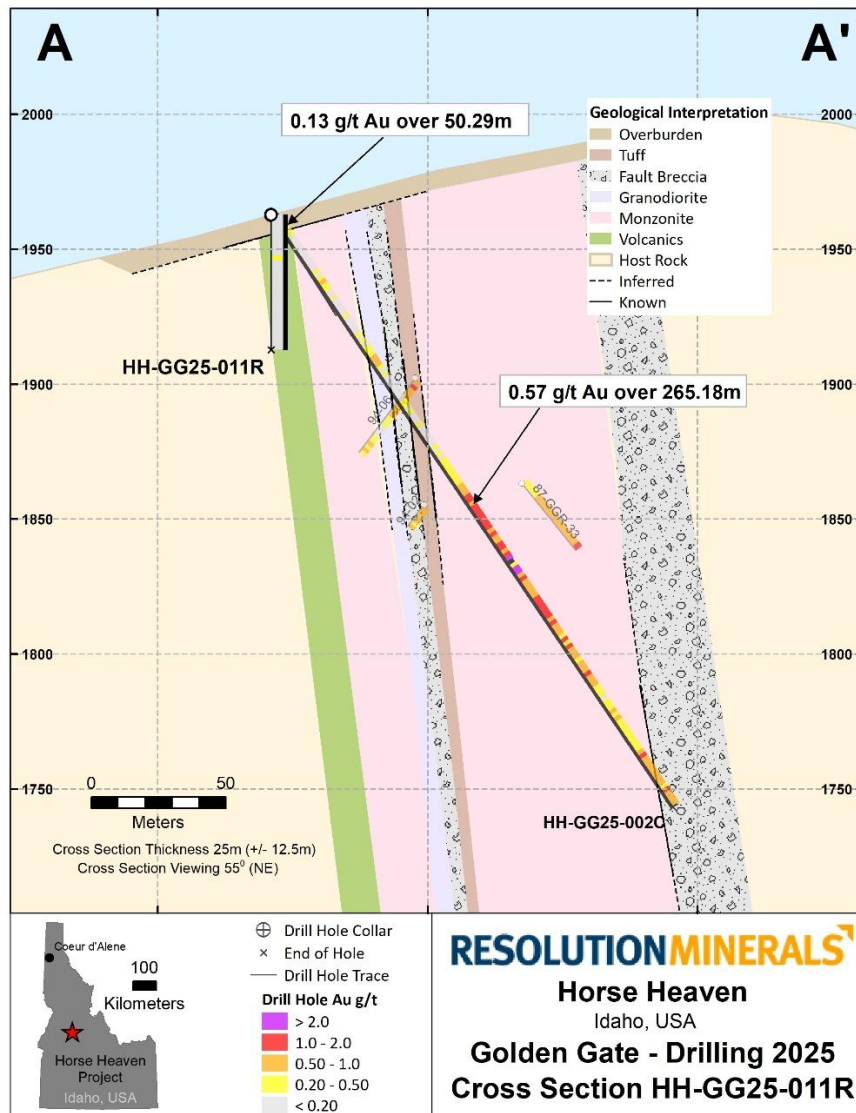 A
A'
2000
2000
0.13 g/t Au over 50.29m
Geological Interpretation
Overburden
Tuff
Fault Breccia
Granodiorite
Monzonite
Volcanics
Host Rock
Inferred
Known
1950
1950
HH-GG25-011R
1900
1900
94-06
0.57 g/t Au over 265.18m
87-GGR-33
1850
1850
1800
1800
1750
1750
0
50
Meters
HH-GG25-002C
Cross Section Thickness 25m (+/- 12.5m)
Cross Section Viewing 55⁰ (NE)
Coeur d'Alene
100
Kilometers
Horse Heaven
Project
Idaho, USA
Drill Hole Collar
End of Hole
Drill Hole Trace
Drill Hole Au g/t
> 2.0
1.0 - 2.0
0.50 - 1.0
0.20 - 0.50
< 0.20
RESOLUTIONMINERALS
Horse Heaven
Idaho, USA
Golden Gate - Drilling 2025
Cross Section HH-GG25-011R